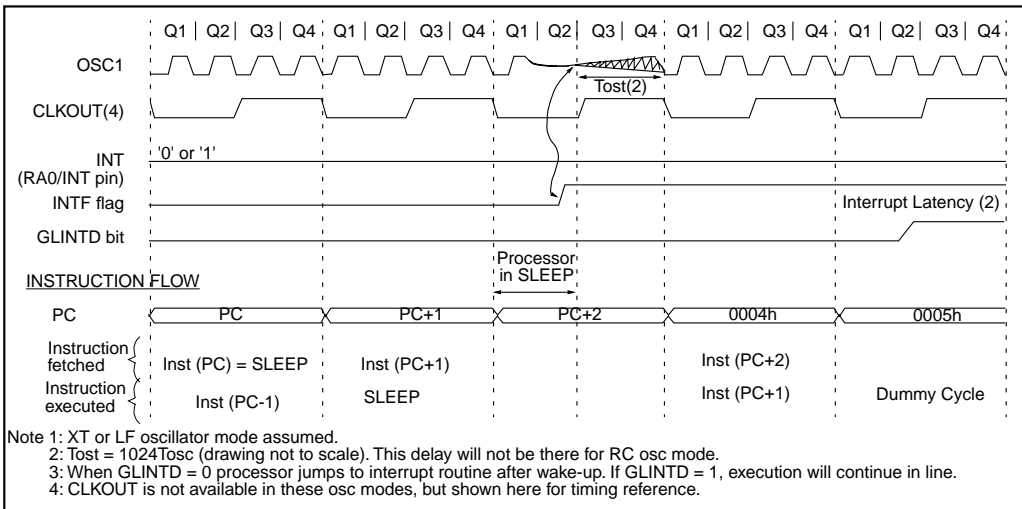 Q1 | Q2 | Q3 | Q4 Q1 | Q2 | Q3 | Q4 Q1 | Q2 | Q3 | Q4 Q1 | Q2 | Q3 | Q4 Q1 | Q2 | Q3 | Q4
OSC1
Tost(2)
CLKOUT(4)
'0' or '1'
INT
(RA0/INT pin)
INTF flag
Interrupt Latency (2)
GLINTD bit
Processor
in SLEEP
INSTRUCTION FLOW
PC PC PC+1 PC+2 0004h 0005h
Instruction
fetched
Inst (PC) = SLEEP Inst (PC+1) Inst (PC+2)
Instruction
executed
Inst (PC-1) SLEEP Inst (PC+1) Dummy Cycle
Note 1: XT or LF oscillator mode assumed.
2: Tost = 1024Tosc (drawing not to scale). This delay will not be there for RC osc mode.
3: When GLINTD = 0 processor jumps to interrupt routine after wake-up. If GLINTD = 1, execution will continue in line.
4: CLKOUT is not available in these osc modes, but shown here for timing reference.